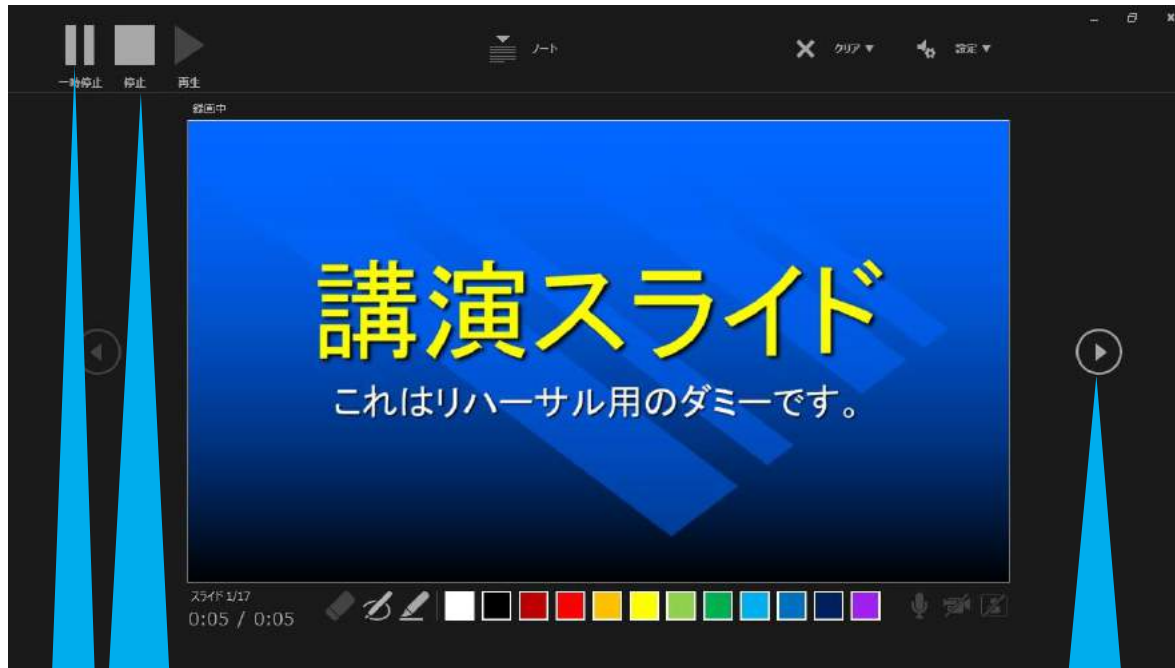 ノート
クリア ▼
設定 ▼
一時停止
停止
再生
録画中
講演スライド
これはリハーサル用のダミーです。
スライド 1/17
0:05 / 0:05